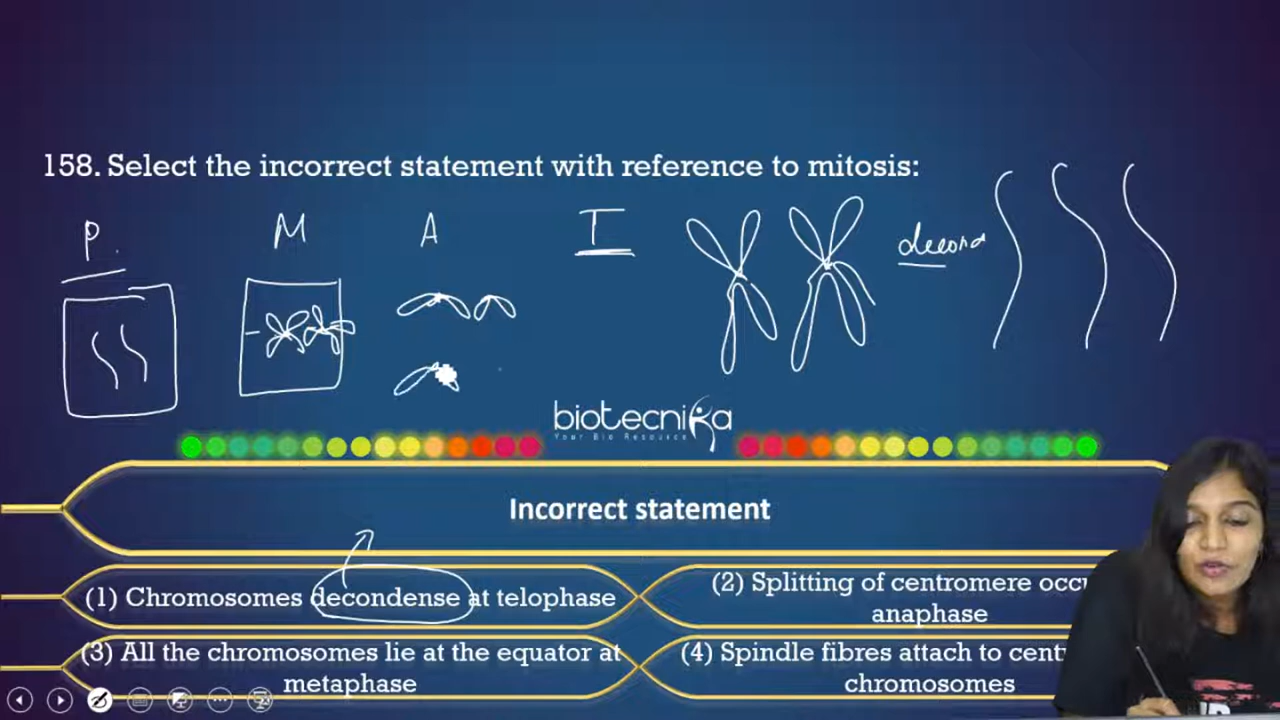 158. Select the incorrect statement with reference to mitosis:
P. M A T
decond
biotecnika
Your Bio Resource
Incorrect statement
(1) Chromosomes decondense at telophase
(2) Splitting of centromere
anaphase
(3) All the chromosomes lie at the equator at
metaphase
(4) Spindle fibres attach to
chromosomes